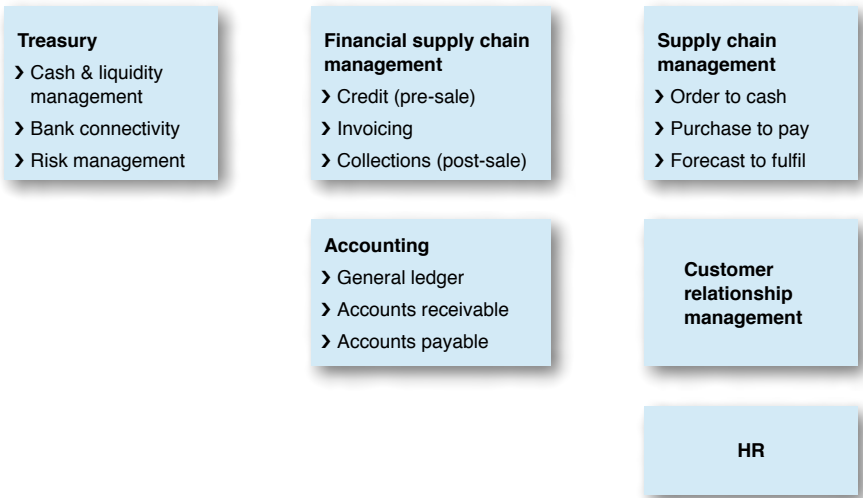 Treasury
❯ Cash & liquidity
management
❯ Bank connectivity
❯ Risk management
Financial supply chain
management
❯ Credit (pre-sale)
❯ Invoicing
❯ Collections (post-sale)
Supply chain
management
❯ Order to cash
❯ Purchase to pay
❯ Forecast to fulfil
Accounting
❯ General ledger
❯ Accounts receivable
❯ Accounts payable
Customer
relationship
management
HR